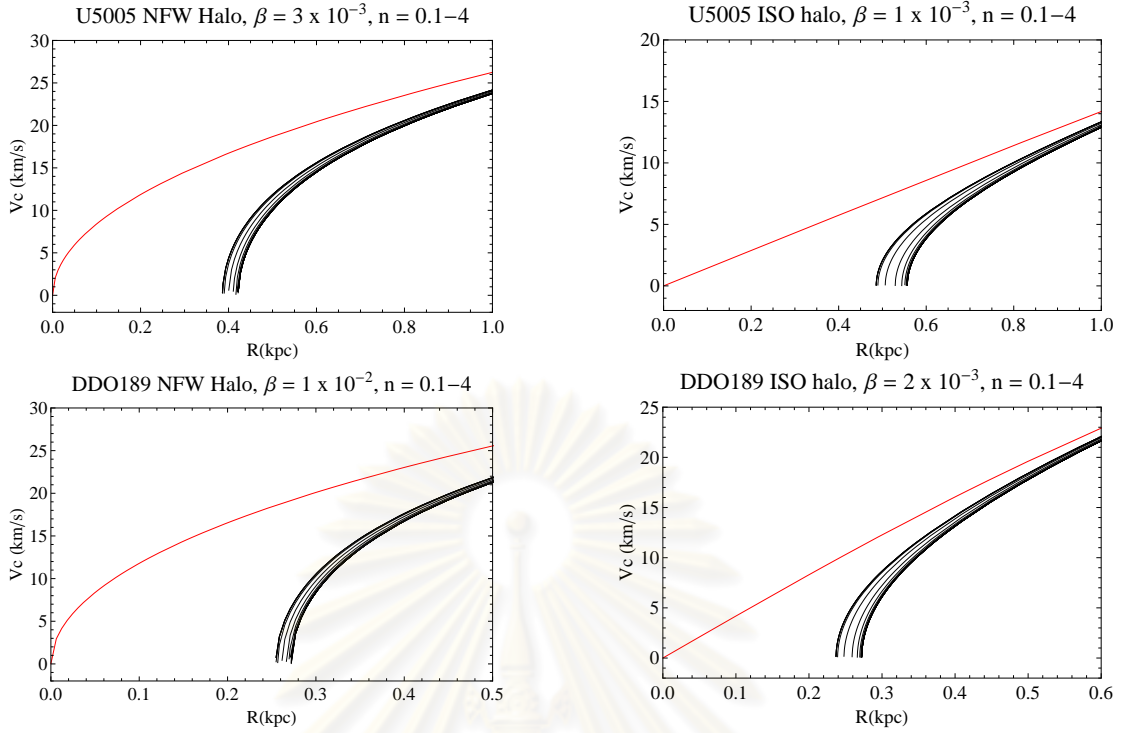 U5005 NFW Halo, β = 3 x 10⁻³, n = 0.1−4
30
25
20
15
10
5
0
Vc (km/s)
0.0 0.2 0.4 0.6 0.8 1.0
R(kpc)
U5005 ISO halo, β = 1 x 10⁻³, n = 0.1−4
20
15
10
5
0
Vc (km/s)
0.0 0.2 0.4 0.6 0.8 1.0
R(kpc)
DDO189 NFW Halo, β = 1 x 10⁻², n = 0.1−4
30
25
20
15
10
5
0
Vc (km/s)
0.0 0.1 0.2 0.3 0.4 0.5
R(kpc)
DDO189 ISO halo, β = 2 x 10⁻³, n = 0.1−4
25
20
15
10
5
0
Vc (km/s)
0.0 0.1 0.2 0.3 0.4 0.5 0.6
R(kpc)